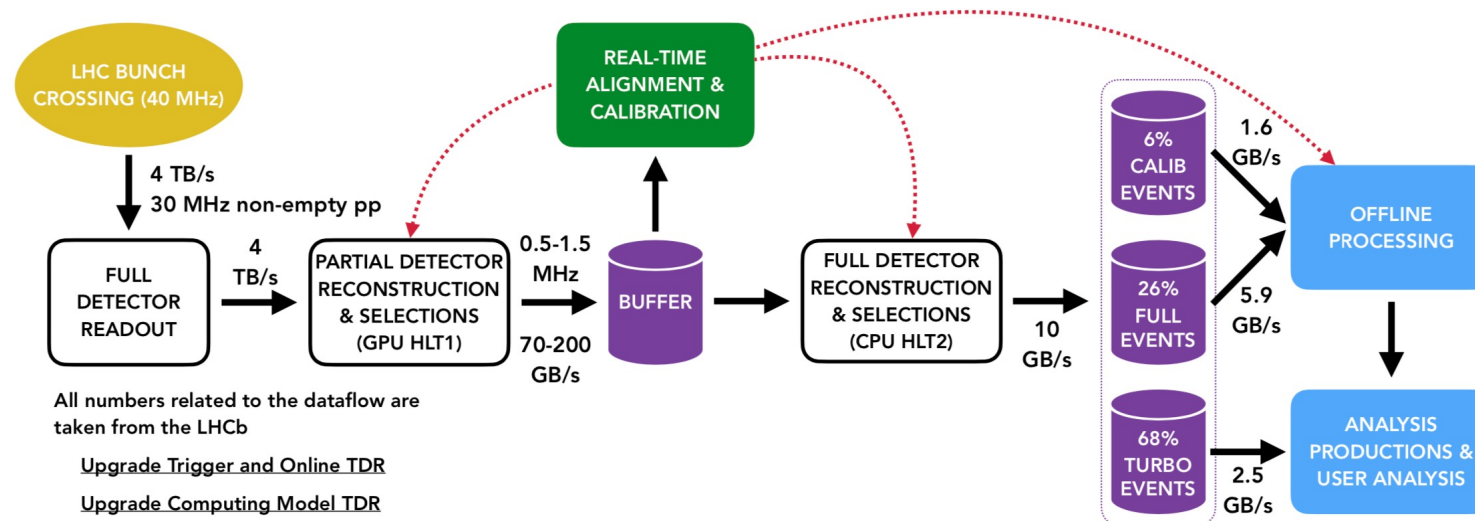 LHC BUNCH
CROSSING (40 MHz)
4 TB/s
30 MHz non-empty pp
FULL
DETECTOR
READOUT
4
TB/s
PARTIAL DETECTOR
RECONSTRUCTION
& SELECTIONS
(GPU HLT1)
0.5-1.5
MHz
70-200
GB/s
REAL-TIME
ALIGNMENT &
CALIBRATION
BUFFER
FULL DETECTOR
RECONSTRUCTION
& SELECTIONS
(CPU HLT2)
10
GB/s
6%
CALIB
EVENTS
1.6
GB/s
26%
FULL
EVENTS
5.9
GB/s
68%
TURBO
EVENTS
2.5
GB/s
OFFLINE
PROCESSING
ANALYSIS
PRODUCTIONS &
USER ANALYSIS
All numbers related to the dataflow are
taken from the LHCb
Upgrade Trigger and Online TDR
Upgrade Computing Model TDR